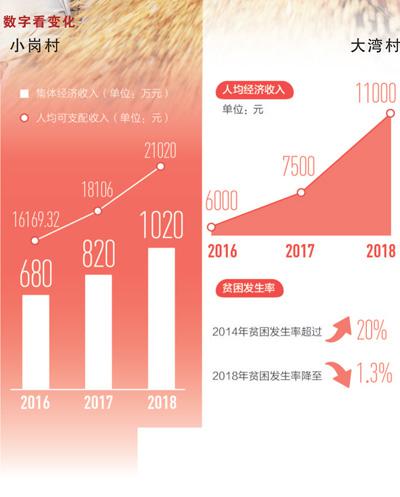 数字看变化
小岗村
集体经济收入（单位：万元）
人均可支配收入（单位：元）
16169.32
18106
21020
680
820
1020
2016
2017
2018
大湾村
人均经济收入
单位：元
6000
7500
11000
2016
2017
2018
贫困发生率
2014年贫困发生率超过 20%
2018年贫困发生率降至 1.3%